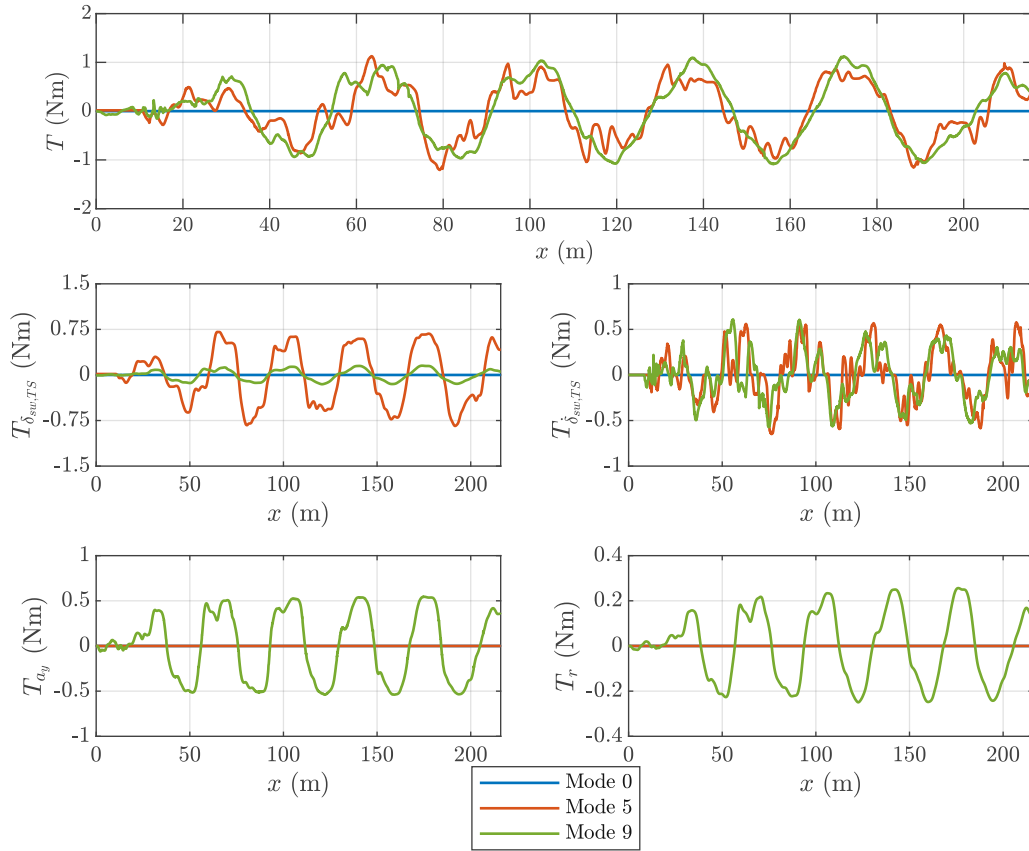 2
1
0
-1
-2
T (Nm)
0 20 40 60 80 100 120 140 160 180 200
x (m)
1.5
0.75
0
-0.75
-1.5
T_{δ_{sw,TS}} (Nm)
0 50 100 150 200
x (m)
1
0.5
0
-0.5
-1
T_{\dot{δ}_{sw,TS}} (Nm)
0 50 100 150 200
x (m)
1
0.5
0
-0.5
-1
T_{a_y} (Nm)
0 50 100 150 200
x (m)
0.4
0.2
0
-0.2
-0.4
T_r (Nm)
0 50 100 150 200
x (m)
Mode 0
Mode 5
Mode 9